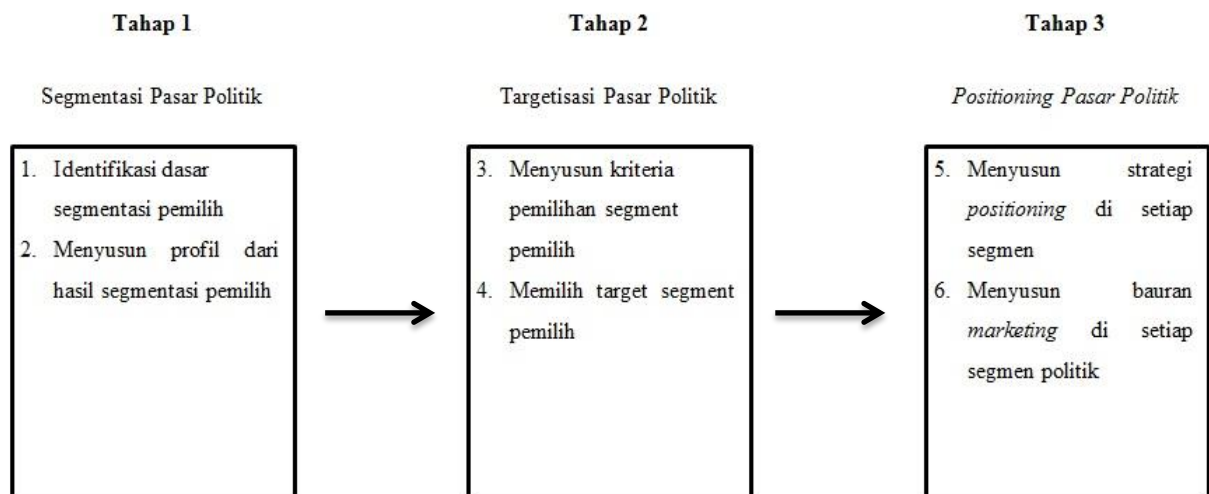 Tahap 1
Segmentasi Pasar Politik
1. Identifikasi dasar
segmentasi pemilih
2. Menyusun profil dari
hasil segmentasi pemilih
Tahap 2
Targetisasi Pasar Politik
3. Menyusun kriteria
pemilihan segment
pemilih
4. Memilih target segment
pemilih
Tahap 3
Positioning Pasar Politik
5. Menyusun strategi
positioning di setiap
segmen
6. Menyusun bauran
marketing di setiap
segmen politik